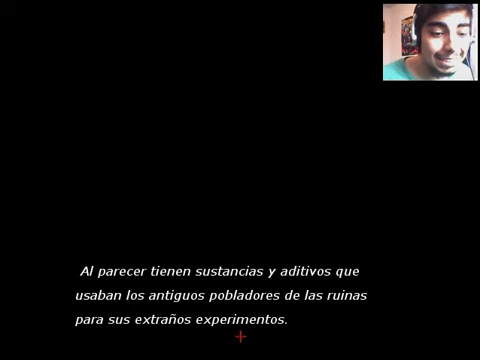 Al parecer tienen sustancias y aditivos que
usaban los antiguos pobladores de las ruinas
para sus extraños experimentos.